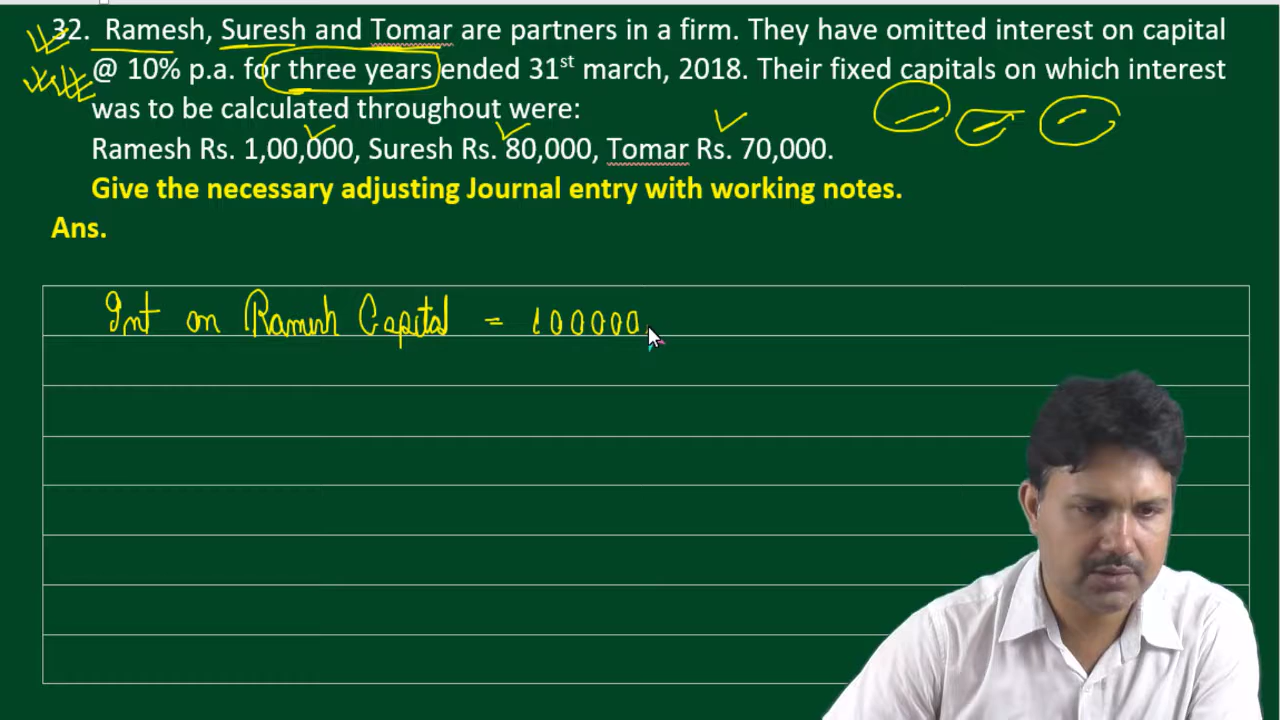 32. Ramesh, Suresh and Tomar are partners in a firm. They have omitted interest on capital
@ 10% p.a. for three years ended 31st march, 2018. Their fixed capitals on which interest
was to be calculated throughout were:
Ramesh Rs. 1,00,000, Suresh Rs. 80,000, Tomar Rs. 70,000.
Give the necessary adjusting Journal entry with working notes.
Ans.
Int on Ramesh Capital = 100000